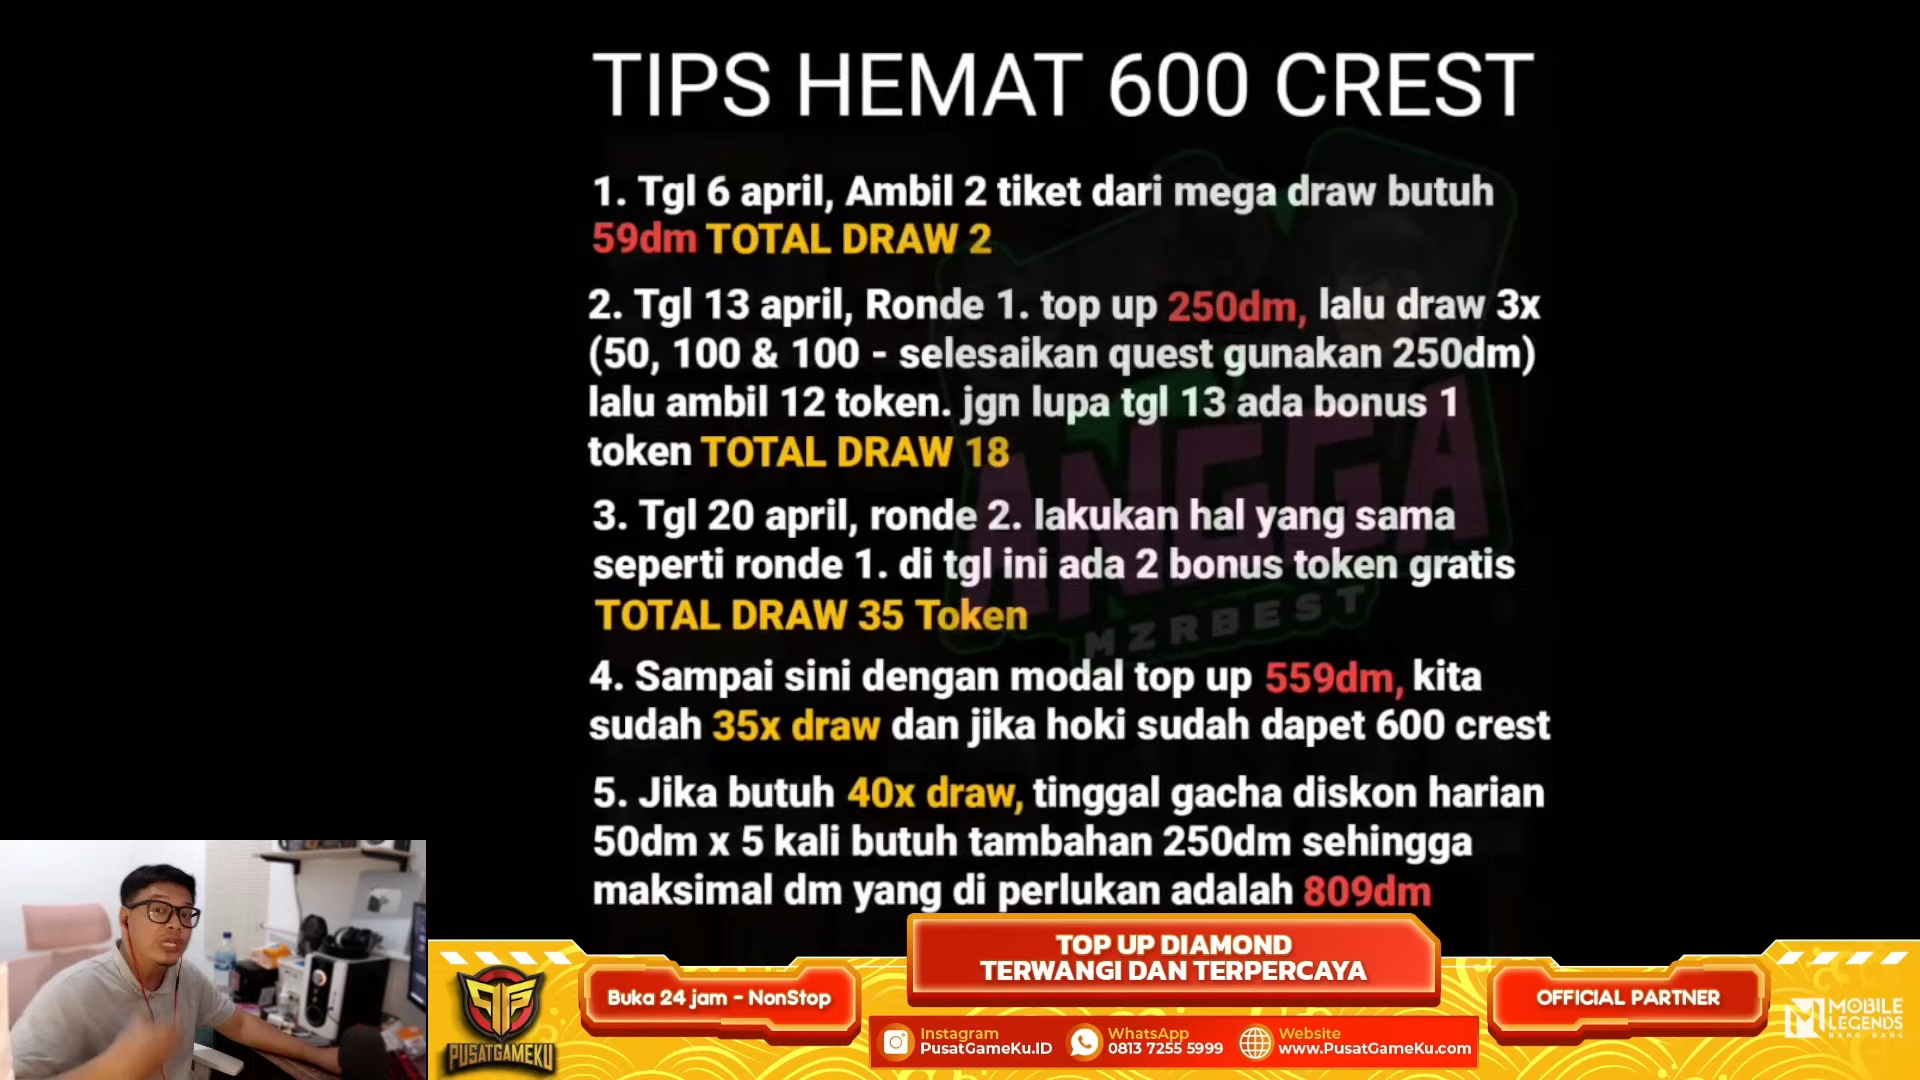 TIPS HEMAT 600 CREST
1. Tgl 6 april, Ambil 2 tiket dari mega draw butuh
59dm TOTAL DRAW 2
2. Tgl 13 april, Ronde 1. top up 250dm, lalu draw 3x
(50, 100 & 100 - selesaikan quest gunakan 250dm)
lalu ambil 12 token. jgn lupa tgl 13 ada bonus 1
token TOTAL DRAW 18
3. Tgl 20 april, ronde 2. lakukan hal yang sama
seperti ronde 1. di tgl ini ada 2 bonus token gratis
TOTAL DRAW 35 Token
4. Sampai sini dengan modal top up 559dm, kita
sudah 35x draw dan jika hoki sudah dapet 600 crest
5. Jika butuh 40x draw, tinggal gacha diskon harian
50dm x 5 kali butuh tambahan 250dm sehingga
maksimal dm yang di perlukan adalah 809dm
ANGGA
MZRBEST
PUSATGAMEKU
Buka 24 jam - NonStop
TOP UP DIAMOND
TERWANGI DAN TERPERCAYA
Instagram
PusatGameKu.ID
WhatsApp
0813 7255 5999
Website
www.PusatGameKu.com
OFFICIAL PARTNER
MOBILE
LEGENDS
BANG BANG